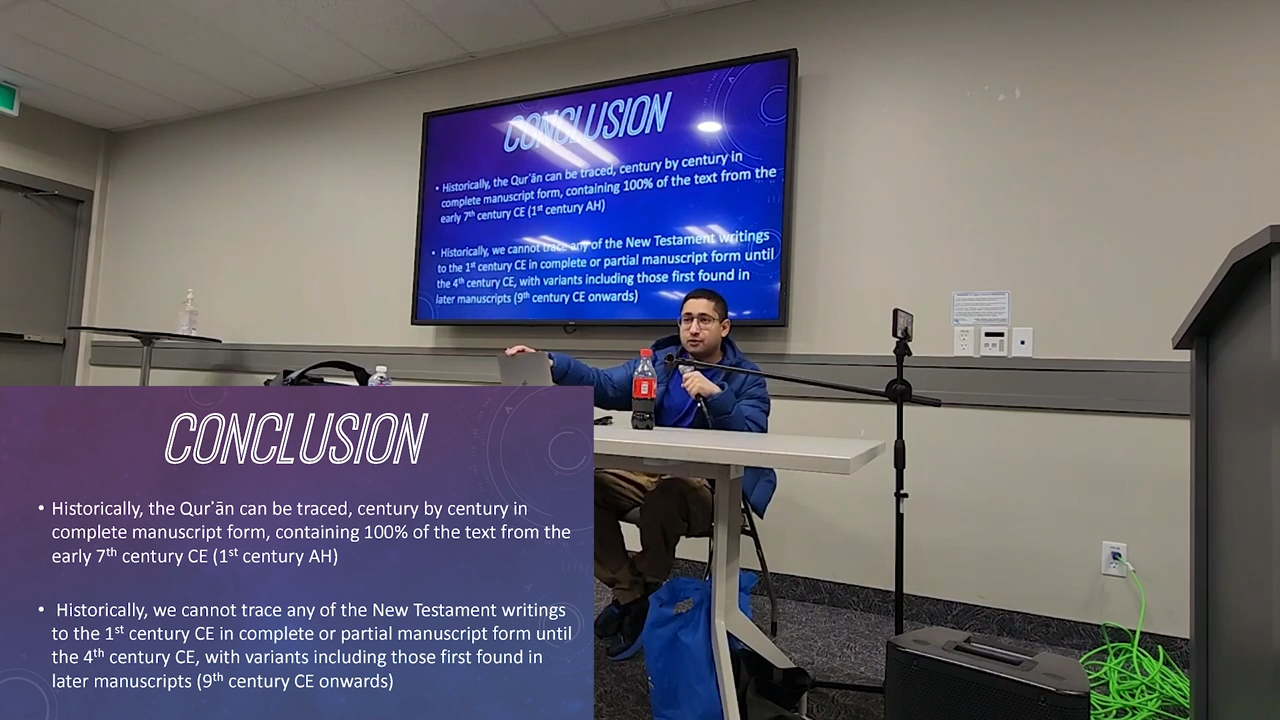 CONCLUSION
• Historically, the Qurʾān can be traced, century by century in
complete manuscript form, containing 100% of the text from the
early 7th century CE (1st century AH)
• Historically, we cannot trace any of the New Testament writings
to the 1st century CE in complete or partial manuscript form until
the 4th century CE, with variants including those first found in
later manuscripts (9th century CE onwards)
CONCLUSION
• Historically, the Qurʾān can be traced, century by century in
complete manuscript form, containing 100% of the text from the
early 7th century CE (1st century AH)
• Historically, we cannot trace any of the New Testament writings
to the 1st century CE in complete or partial manuscript form until
the 4th century CE, with variants including those first found in
later manuscripts (9th century CE onwards)